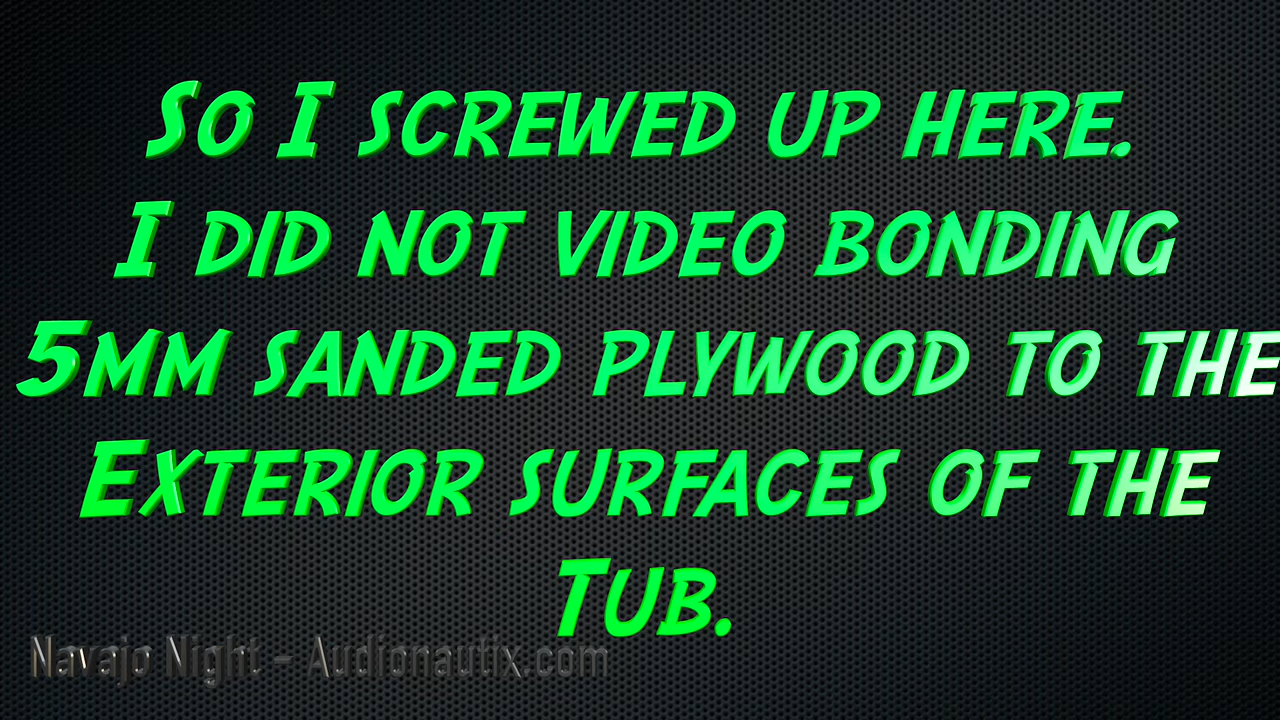 So I screwed up here.
I did not video bonding
5mm sanded plywood to the
Exterior surfaces of the
Tub.
Navajo Night - Audionautix.com